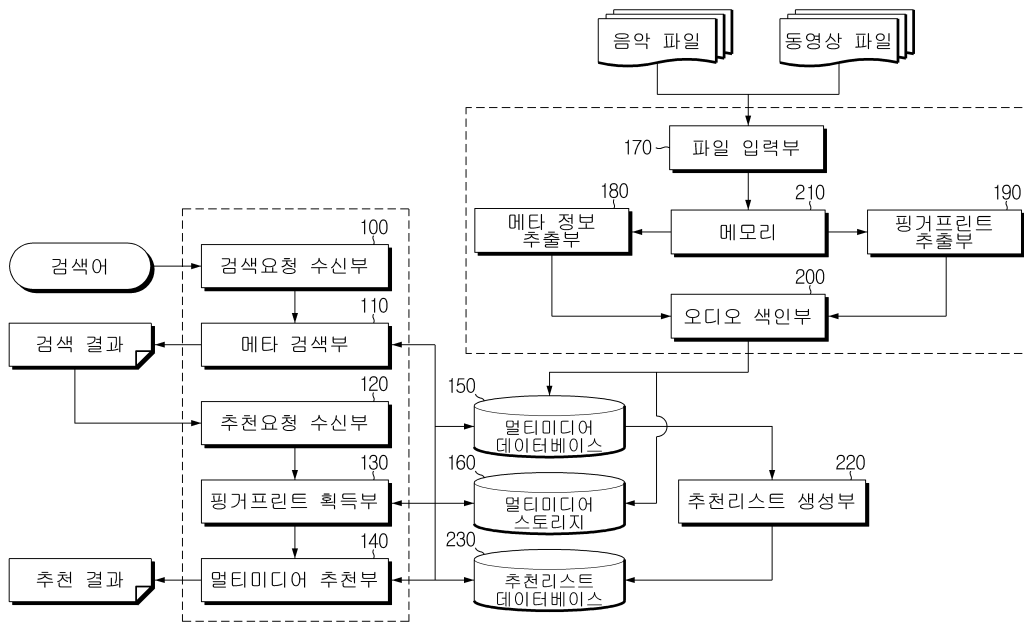 음악 파일
동영상 파일
170
파일 입력부
180
메타 정보
추출부
210
메모리
190
핑거프린트
추출부
200
오디오 색인부
검색어
100
검색요청 수신부
검색 결과
110
메타 검색부
120
추천요청 수신부
130
핑거프린트 획득부
추천 결과
140
멀티미디어 추천부
150
멀티미디어
데이터베이스
160
멀티미디어
스토리지
230
추천리스트
데이터베이스
220
추천리스트 생성부